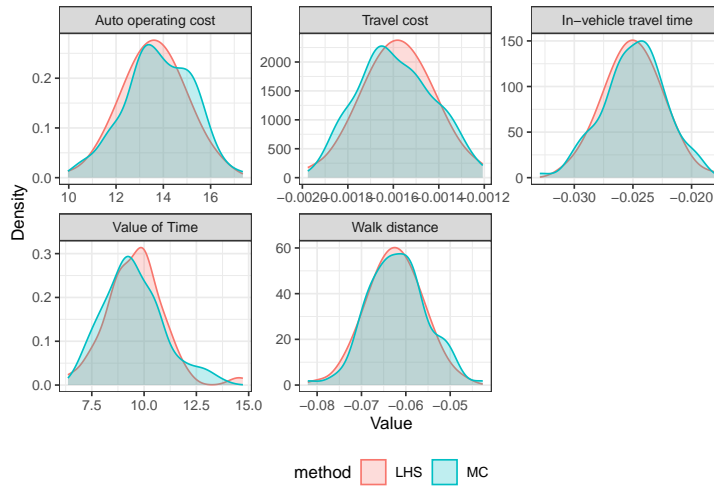 Auto operating cost
Travel cost
In−vehicle travel time
0.2
0.1
0.0
10 12 14 16
2000
1500
1000
500
0
−0.0020 −0.0018 −0.0016 −0.0014 −0.0012
150
100
50
0
−0.030 −0.025 −0.020
Value of Time
Walk distance
0.3
0.2
0.1
0.0
7.5 10.0 12.5 15.0
60
40
20
0
−0.08 −0.07 −0.06 −0.05
Density
Value
method LHS MC